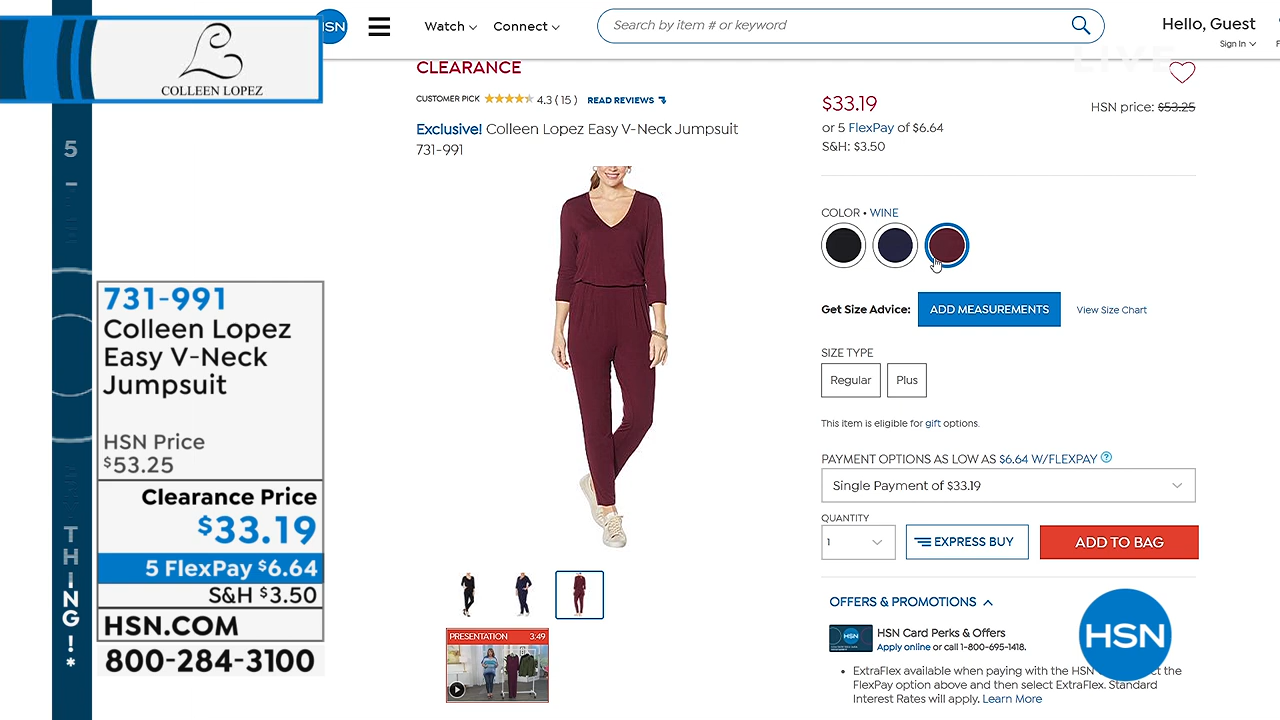 COLLEEN LOPEZ
5
-
T
H
I
N
G
!
*
731-991
Colleen Lopez
Easy V-Neck
Jumpsuit
HSN Price
$53.25
Clearance Price
$33.19
5 FlexPay $6.64
S&H $3.50
HSN.COM
800-284-3100
HSN
Watch
Connect
Search by item # or keyword
Hello, Guest
Sign In
LIVE
CLEARANCE
CUSTOMER PICK 4.3 ( 15 ) READ REVIEWS
Exclusive! Colleen Lopez Easy V-Neck Jumpsuit
731-991
PRESENTATION 3:49
$33.19
HSN price: $53.25
or 5 FlexPay of $6.64
S&H: $3.50
COLOR • WINE
Get Size Advice: ADD MEASUREMENTS View Size Chart
SIZE TYPE
Regular Plus
This item is eligible for gift options.
PAYMENT OPTIONS AS LOW AS $6.64 W/FLEXPAY ?
Single Payment of $33.19
QUANTITY
1 EXPRESS BUY ADD TO BAG
OFFERS & PROMOTIONS
HSN Card Perks & Offers
Apply online or call 1-800-695-1418.
• ExtraFlex available when paying with the HSN ct the
FlexPay option above and then select ExtraFlex. Standard
Interest Rates will apply. Learn More
HSN